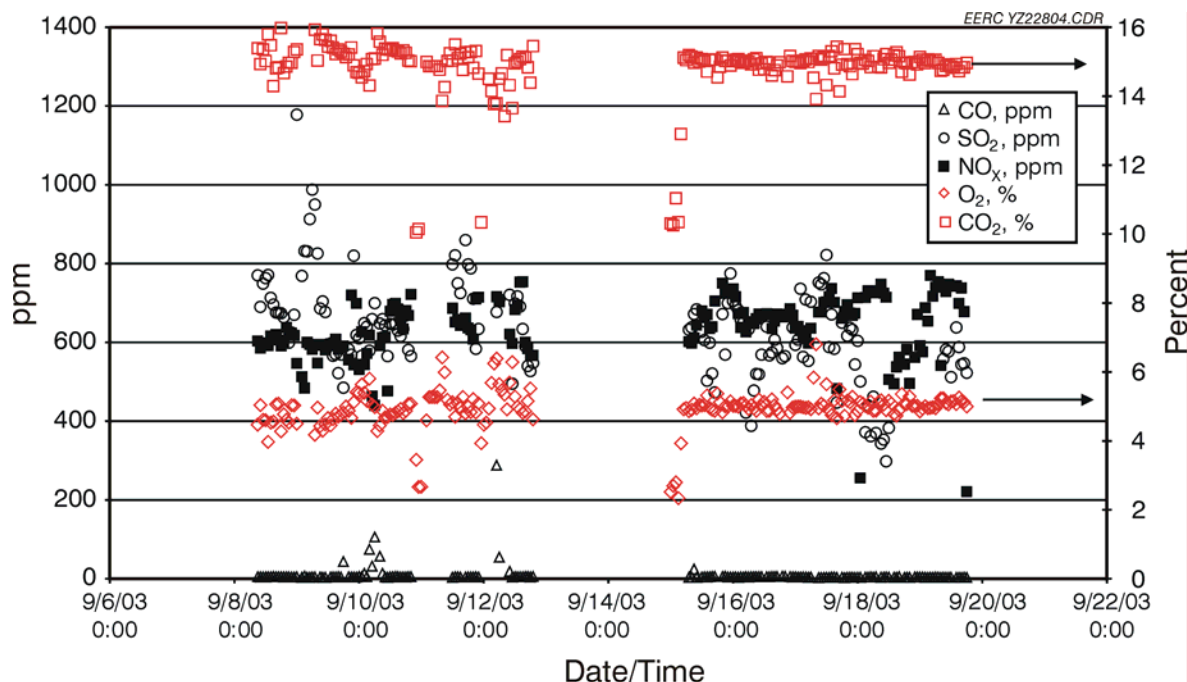 EERC YZ22804.CDR
1400
1200
1000
800
600
400
200
0
ppm
16
14
12
10
8
6
4
2
0
Percent
CO, ppm
SO₂, ppm
NOₓ, ppm
O₂, %
CO₂, %
9/6/03 9/8/03 9/10/03 9/12/03 9/14/03 9/16/03 9/18/03 9/20/03 9/22/03
0:00 0:00 0:00 0:00 0:00 0:00 0:00 0:00 0:00
Date/Time